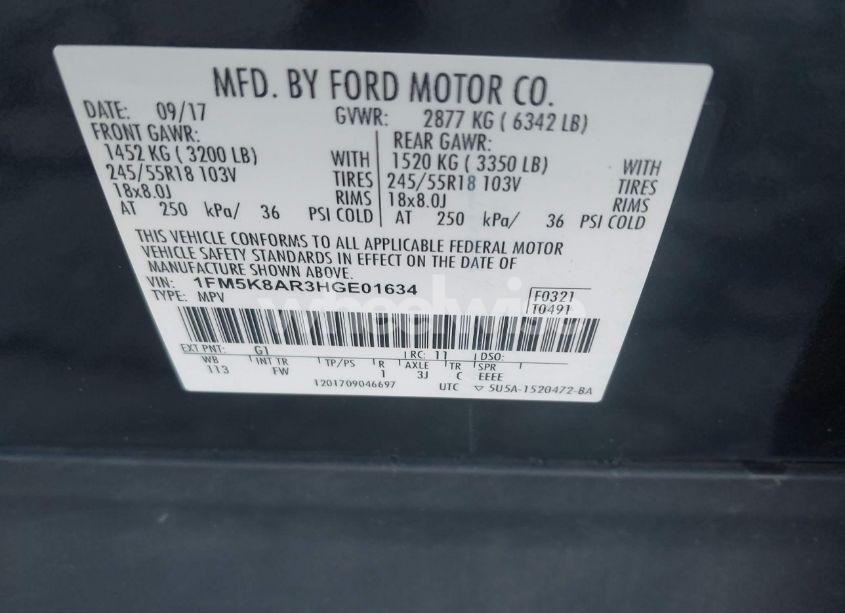 MFD. BY FORD MOTOR CO.
DATE: 09/17 GVWR: 2877 KG ( 6342 LB)
FRONT GAWR: REAR GAWR:
1452 KG ( 3200 LB) WITH 1520 KG ( 3350 LB) WITH
245/55R18 103V TIRES 245/55R18 103V TIRES
18x8.0J RIMS 18x8.0J RIMS
AT 250 kPa/ 36 PSI COLD AT 250 kPa/ 36 PSI COLD
THIS VEHICLE CONFORMS TO ALL APPLICABLE FEDERAL MOTOR
VEHICLE SAFETY STANDARDS IN EFFECT ON THE DATE OF
MANUFACTURE SHOWN ABOVE.
VIN: 1FM5K8AR3HGE01634 F0321
TYPE: MPV T0491
wheelwise
EXT PNT: G1 RC: 11 DSO:
WB INT TR TP/PS R AXLE TR SPR
113 FW 1 3J C EEEE
1201709046697 UTC ▽ 5U5A-1520472-BA